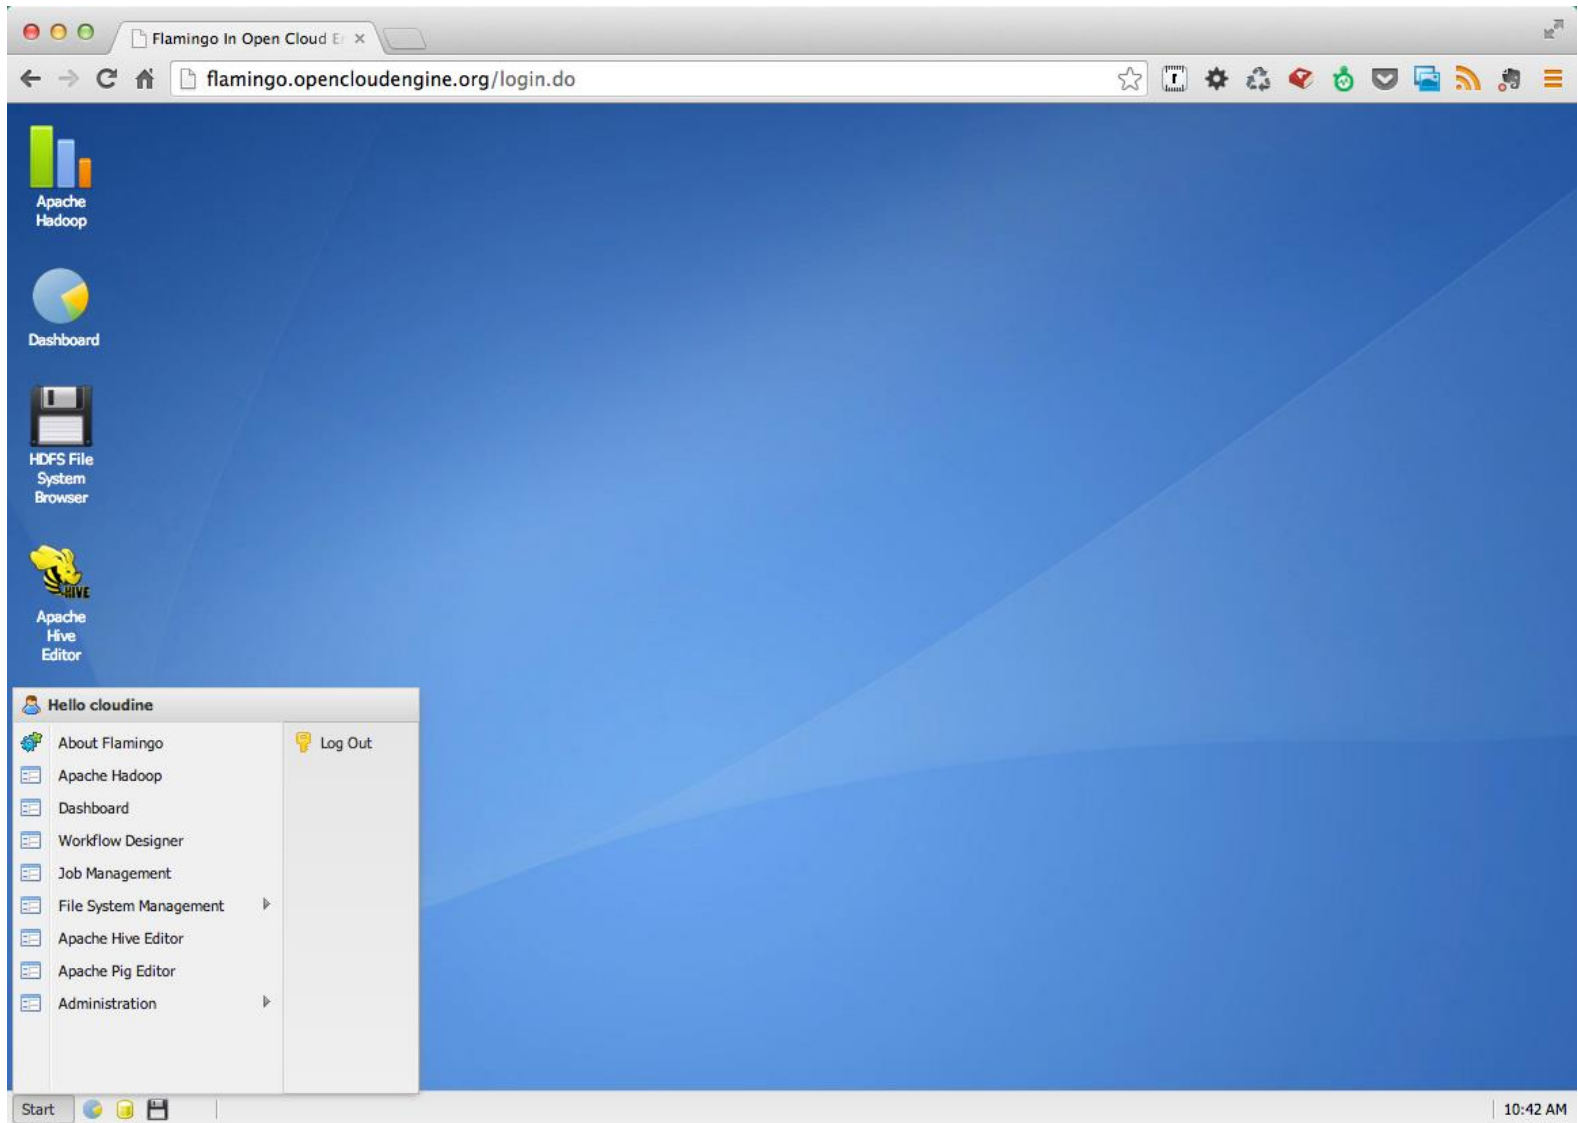 Flamingo In Open Cloud E
flamingo.opencloudengine.org/login.do
Apache
Hadoop
Dashboard
HDFS File
System
Browser
HIVE
Apache
Hive
Editor
Hello cloudine
About Flamingo
Log Out
Apache Hadoop
Dashboard
Workflow Designer
Job Management
File System Management
Apache Hive Editor
Apache Pig Editor
Administration
Start
10:42 AM